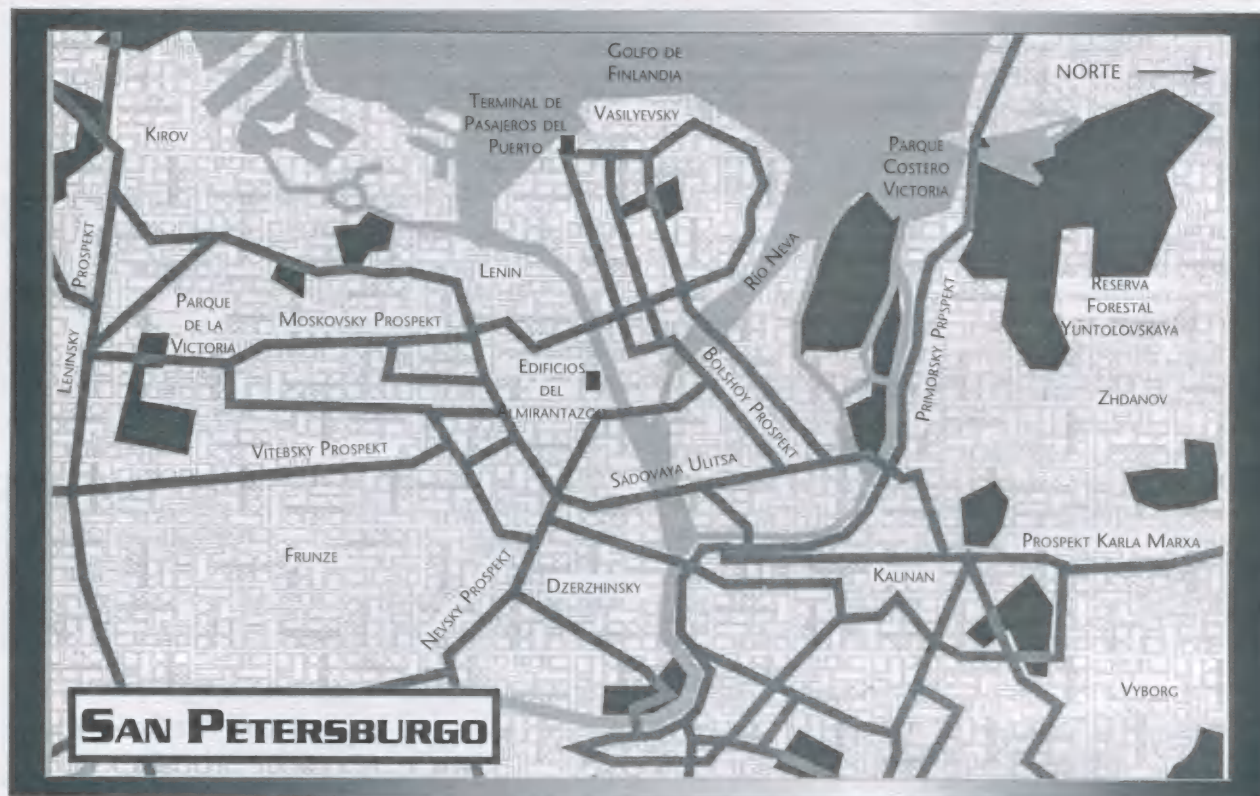 GOLFO DE
FINLANDIA
NORTE
TERMINAL DE
PASAJEROS DEL
PUERTO
VASILYEVSKY
KIROV
PARQUE
COSTERO
VICTORIA
RÍO NEVA
LENIN
PROSPEKT
LENINSKY
PARQUE
DE LA
VICTORIA
MOSKOVSKY PROSPEKT
RESERVA
FORESTAL
YUNTOLOVSKAYA
PRIMORSKY PRPSPEKT
EDIFICIOS
DEL
ALMIRANTAZGO
BOLSHOY PROSPEKT
ZHDANOV
VITEBSKY PROSPEKT
SADOVAYA ULITSA
FRUNZE
NEVSKY PROSPEKT
DZERZHINSKY
KALINAN
PROSPEKT KARLA MARXA
VYBORG
SAN PETERSBURGO